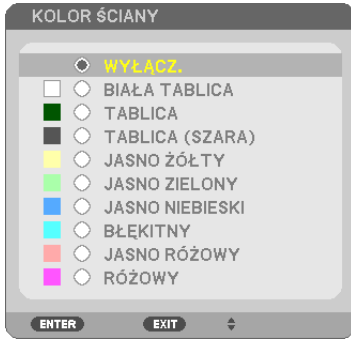 KOLOR ŚCIANY
WYŁĄCZ.
BIAŁA TABLICA
TABLICA
TABLICA (SZARA)
JASNO ŻÓŁTY
JASNO ZIELONY
JASNO NIEBIESKI
BŁĘKITNY
JASNO RÓŻOWY
RÓŻOWY
ENTER EXIT